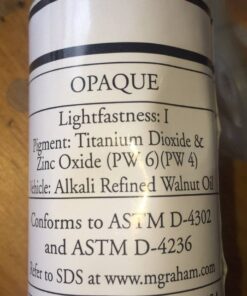 OPAQUE
Lightfastness: I
Pigment: Titanium Dioxide &
Zinc Oxide (PW 6)(PW 4)
Vehicle: Alkali Refined Walnut Oil
Conforms to ASTM D-4302
and ASTM D-4236
Refer to SDS at www.mgraham.com